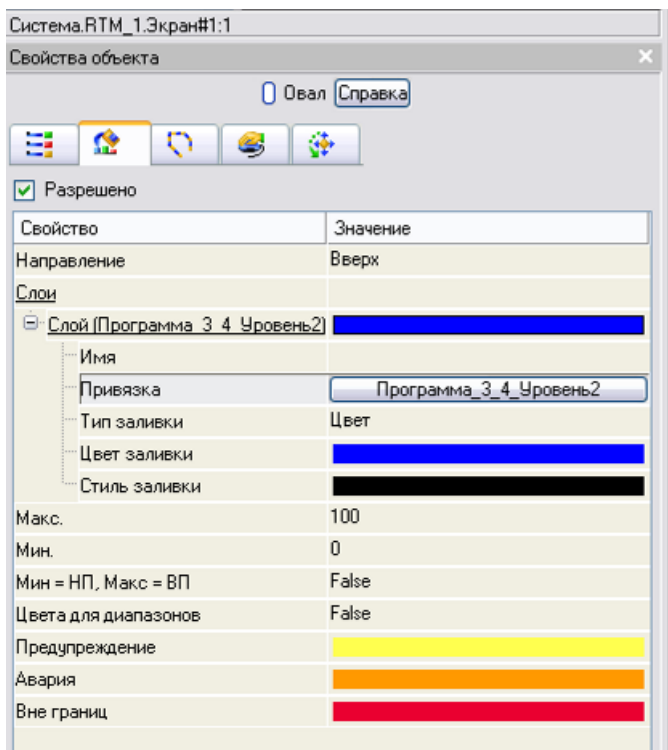 Система.RTM_1.Экран#1:1
Свойства объекта
Овал Справка
Разрешено
Свойство Значение
Направление Вверх
Слои
Слой (Программа_3_4_Уровень2)
Имя
Привязка Программа_3_4_Уровень2
Тип заливки Цвет
Цвет заливки
Стиль заливки
Макс. 100
Мин. 0
Мин = НП, Макс = ВП False
Цвета для диапазонов False
Предупреждение
Авария
Вне границ